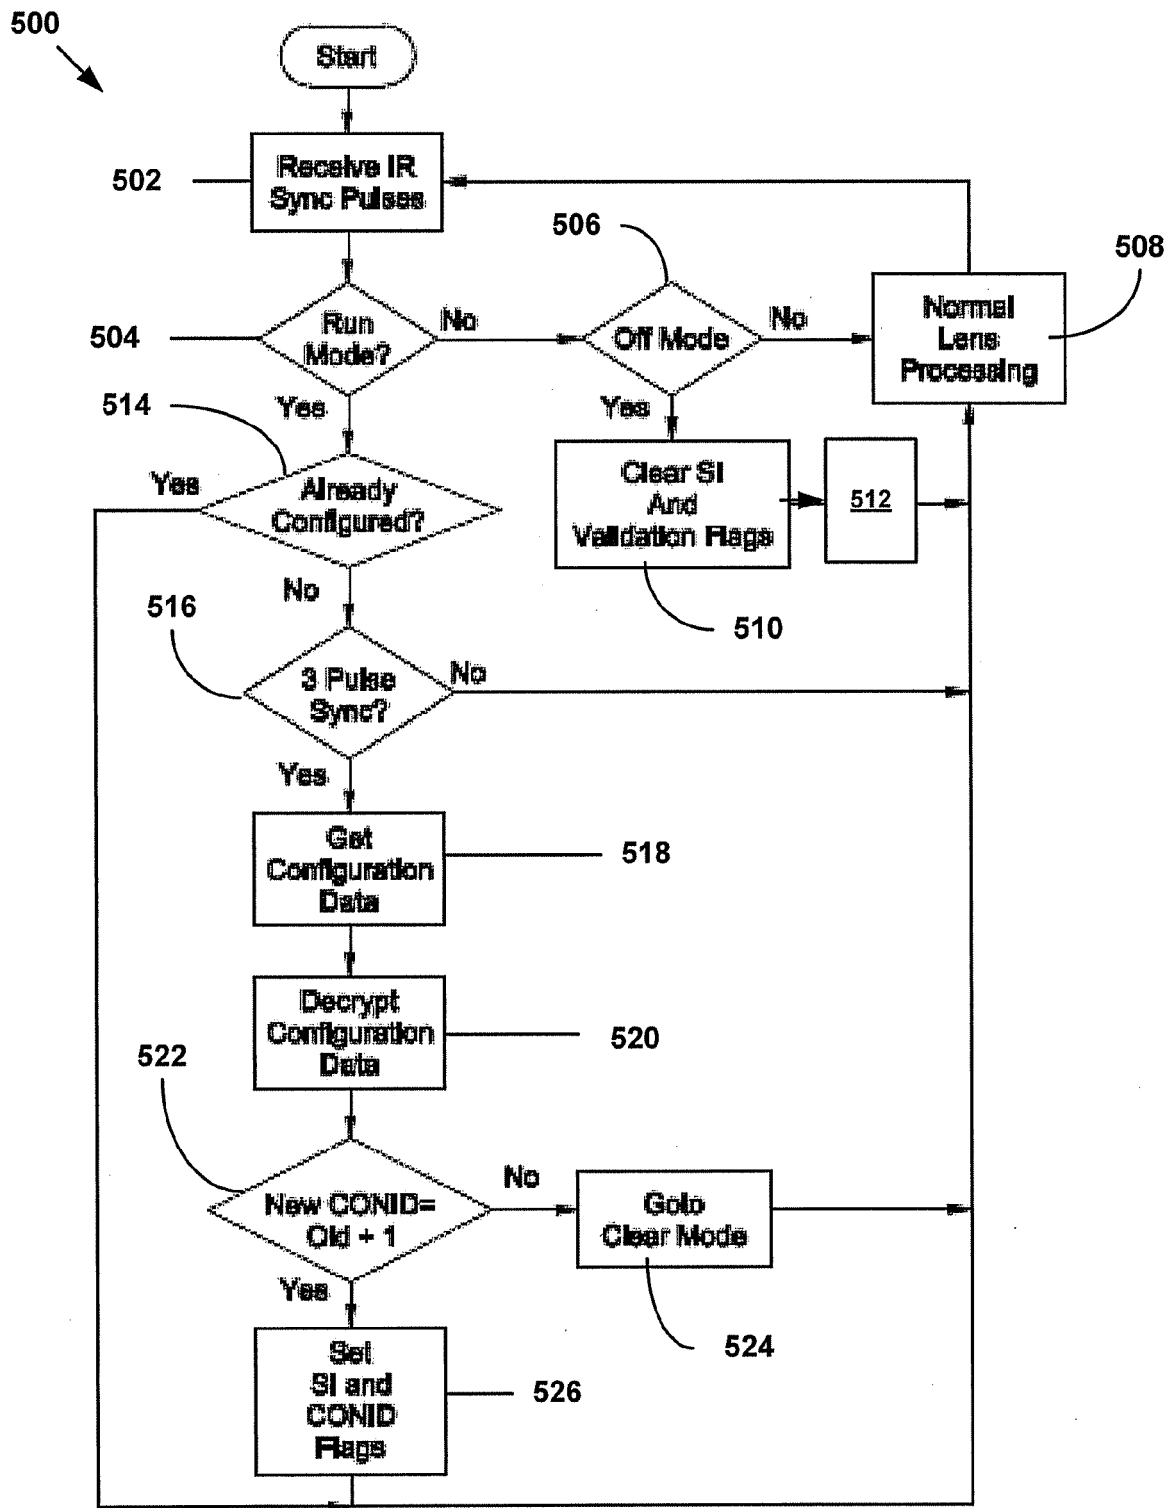 500
Start
502
Receive IR
Sync Pulses
506
508
504
Run
Mode?
No
Off Mode
No
Normal
Lens
Processing
514
Yes
Yes
Yes
Already
Configured?
Clear SI
And
Validation Flags
512
No
510
516
3 Pulse
Sync?
No
Yes
Get
Configuration
Data
518
Decrypt
Configuration
Data
520
522
New CONID=
Old + 1
No
Goto
Clear Mode
Yes
524
Set
SI and
CONID
Flags
526